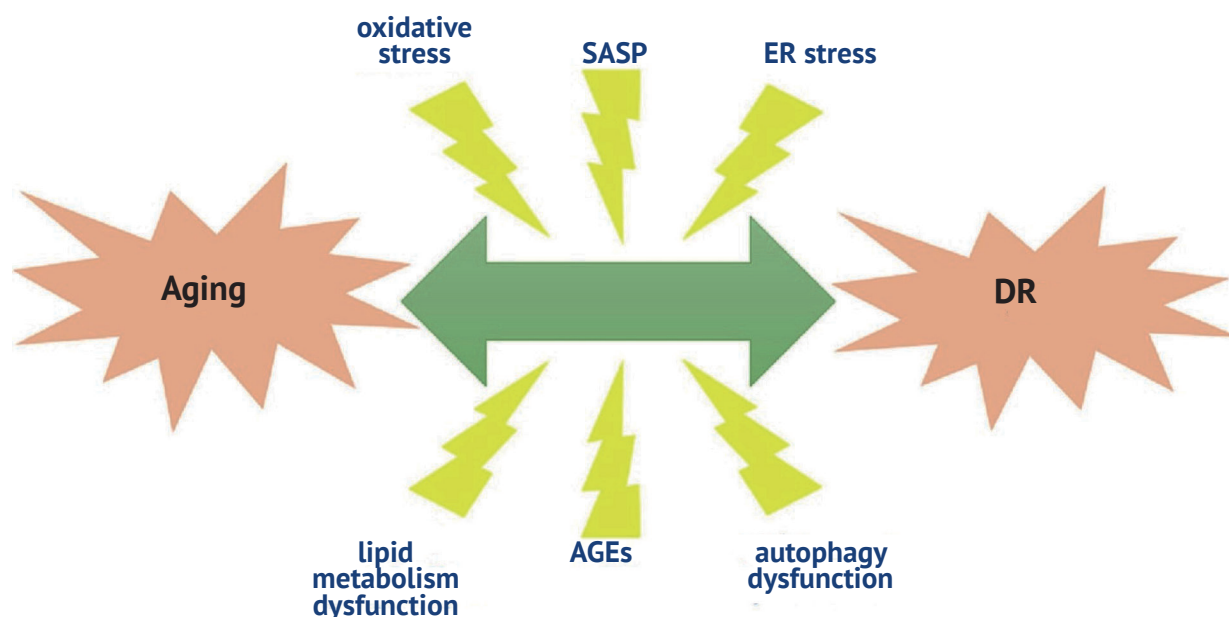 oxidative
stress
SASP
ER stress
Aging
DR
lipid
metabolism
dysfunction
AGEs
autophagy
dysfunction